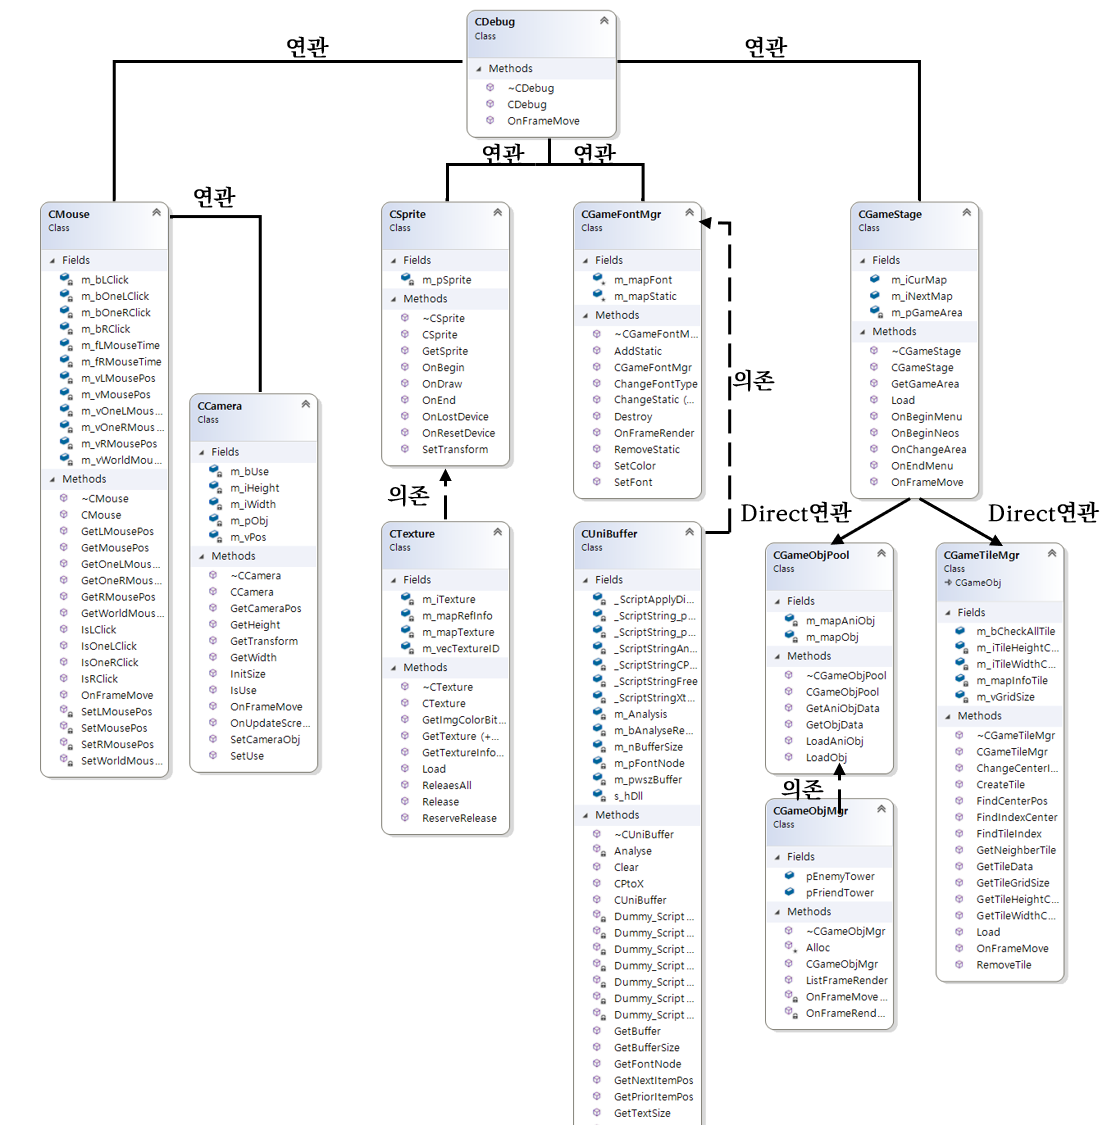 CDebug
Class
Methods
~CDebug
CDebug
OnFrameMove
연관
연관
연관
연관
연관
CMouse
Class
Fields
m_bLClick
m_bOneLClick
m_bOneRClick
m_bRClick
m_fLMouseTime
m_fRMouseTime
m_vLMousePos
m_vMousePos
m_vOneLMous...
m_vOneRMous...
m_vRMousePos
m_vWorldMou...
Methods
~CMouse
CMouse
GetLMousePos
GetMousePos
GetOneLMous...
GetOneRMous...
GetRMousePos
GetWorldMous...
IsLClick
IsOneLClick
IsOneRClick
IsRClick
OnFrameMove
SetLMousePos
SetMousePos
SetRMousePos
SetWorldMous...
CCamera
Class
Fields
m_bUse
m_iHeight
m_iWidth
m_pObj
m_vPos
Methods
~CCamera
CCamera
GetCameraPos
GetHeight
GetTransform
GetWidth
InitSize
IsUse
OnFrameMove
OnUpdateScre...
SetCameraObj
SetUse
CSprite
Class
Fields
m_pSprite
Methods
~CSprite
CSprite
GetSprite
OnBegin
OnDraw
OnEnd
OnLostDevice
OnResetDevice
SetTransform
의존
CTexture
Class
Fields
m_iTexture
m_mapRefInfo
m_mapTexture
m_vecTextureID
Methods
~CTexture
CTexture
GetImgColorBit...
GetTexture (+...
GetTextureInfo...
Load
ReleaesAll
Release
ReserveRelease
CGameFontMgr
Class
Fields
m_mapFont
m_mapStatic
Methods
~CGameFontM...
AddStatic
CGameFontMgr
ChangeFontType
ChangeStatic (...
Destroy
OnFrameRender
RemoveStatic
SetColor
SetFont
의존
CUniBuffer
Class
Fields
_ScriptApplyDi...
_ScriptString_p...
_ScriptString_p...
_ScriptStringAn...
_ScriptStringCP...
_ScriptStringFree
_ScriptStringXt...
m_Analysis
m_bAnalyseRe...
m_nBufferSize
m_pFontNode
m_pwszBuffer
s_hDll
Methods
~CUniBuffer
Analyse
Clear
CPtoX
CUniBuffer
Dummy_Script...
Dummy_Script...
Dummy_Script...
Dummy_Script...
Dummy_Script...
Dummy_Script...
Dummy_Script...
GetBuffer
GetBufferSize
GetFontNode
GetNextItemPos
GetPriorItemPos
GetTextSize
CGameStage
Class
Fields
m_iCurMap
m_iNextMap
m_pGameArea
Methods
~CGameStage
CGameStage
GetGameArea
Load
OnBeginMenu
OnBeginNeos
OnChangeArea
OnEndMenu
OnFrameMove
Direct연관
Direct연관
CGameObjPool
Class
Fields
m_mapAniObj
m_mapObj
Methods
~CGameObjPool
CGameObjPool
GetAniObjData
GetObjData
LoadAniObj
LoadObj
의존
CGameObjMgr
Class
Fields
pEnemyTower
pFriendTower
Methods
~CGameObjMgr
Alloc
CGameObjMgr
ListFrameRender
OnFrameMove...
OnFrameRend...
CGameTileMgr
Class
CGameObj
Fields
m_bCheckAllTile
m_iTileHeightC...
m_iTileWidthC...
m_mapInfoTile
m_vGridSize
Methods
~CGameTileMgr
CGameTileMgr
ChangeCenterI...
CreateTile
FindCenterPos
FindIndexCenter
FindTileIndex
GetNeighberTile
GetTileData
GetTileGridSize
GetTileHeightC...
GetTileWidthC...
Load
OnFrameMove
RemoveTile